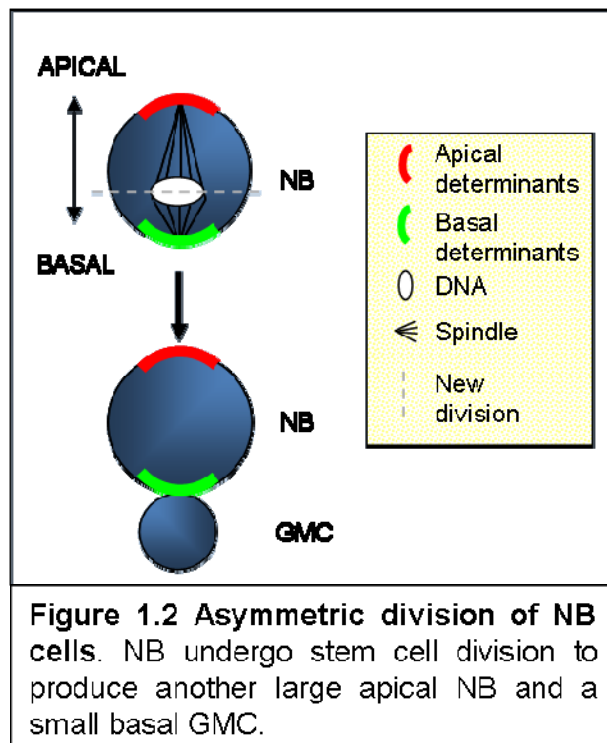 APICAL
NB
BASAL
NB
GMC
Apical
determinants
Basal
determinants
DNA
Spindle
New
division
Figure 1.2 Asymmetric division of NB
cells. NB undergo stem cell division to
produce another large apical NB and a
small basal GMC.